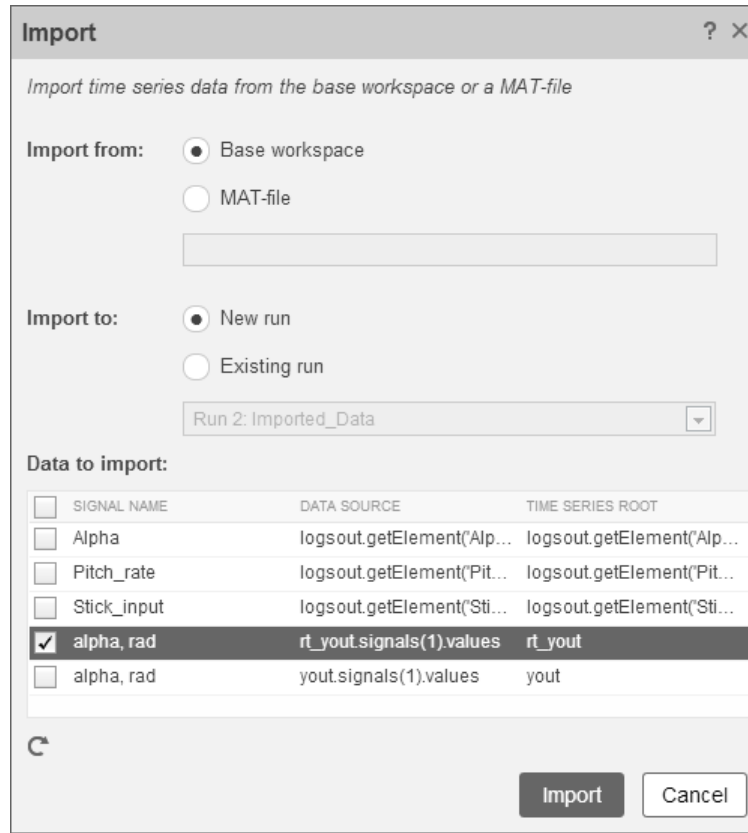 Import ? ×
Import time series data from the base workspace or a MAT-file
Import from: Base workspace
MAT-file
Import to: New run
Existing run
Run 2: Imported_Data
Data to import:
SIGNAL NAME DATA SOURCE TIME SERIES ROOT
Alpha logsout.getElement('Alp... logsout.getElement('Alp...
Pitch_rate logsout.getElement('Pit... logsout.getElement('Pit...
Stick_input logsout.getElement('Sti... logsout.getElement('Sti...
alpha, rad rt_yout.signals(1).values rt_yout
alpha, rad yout.signals(1).values yout
Import Cancel